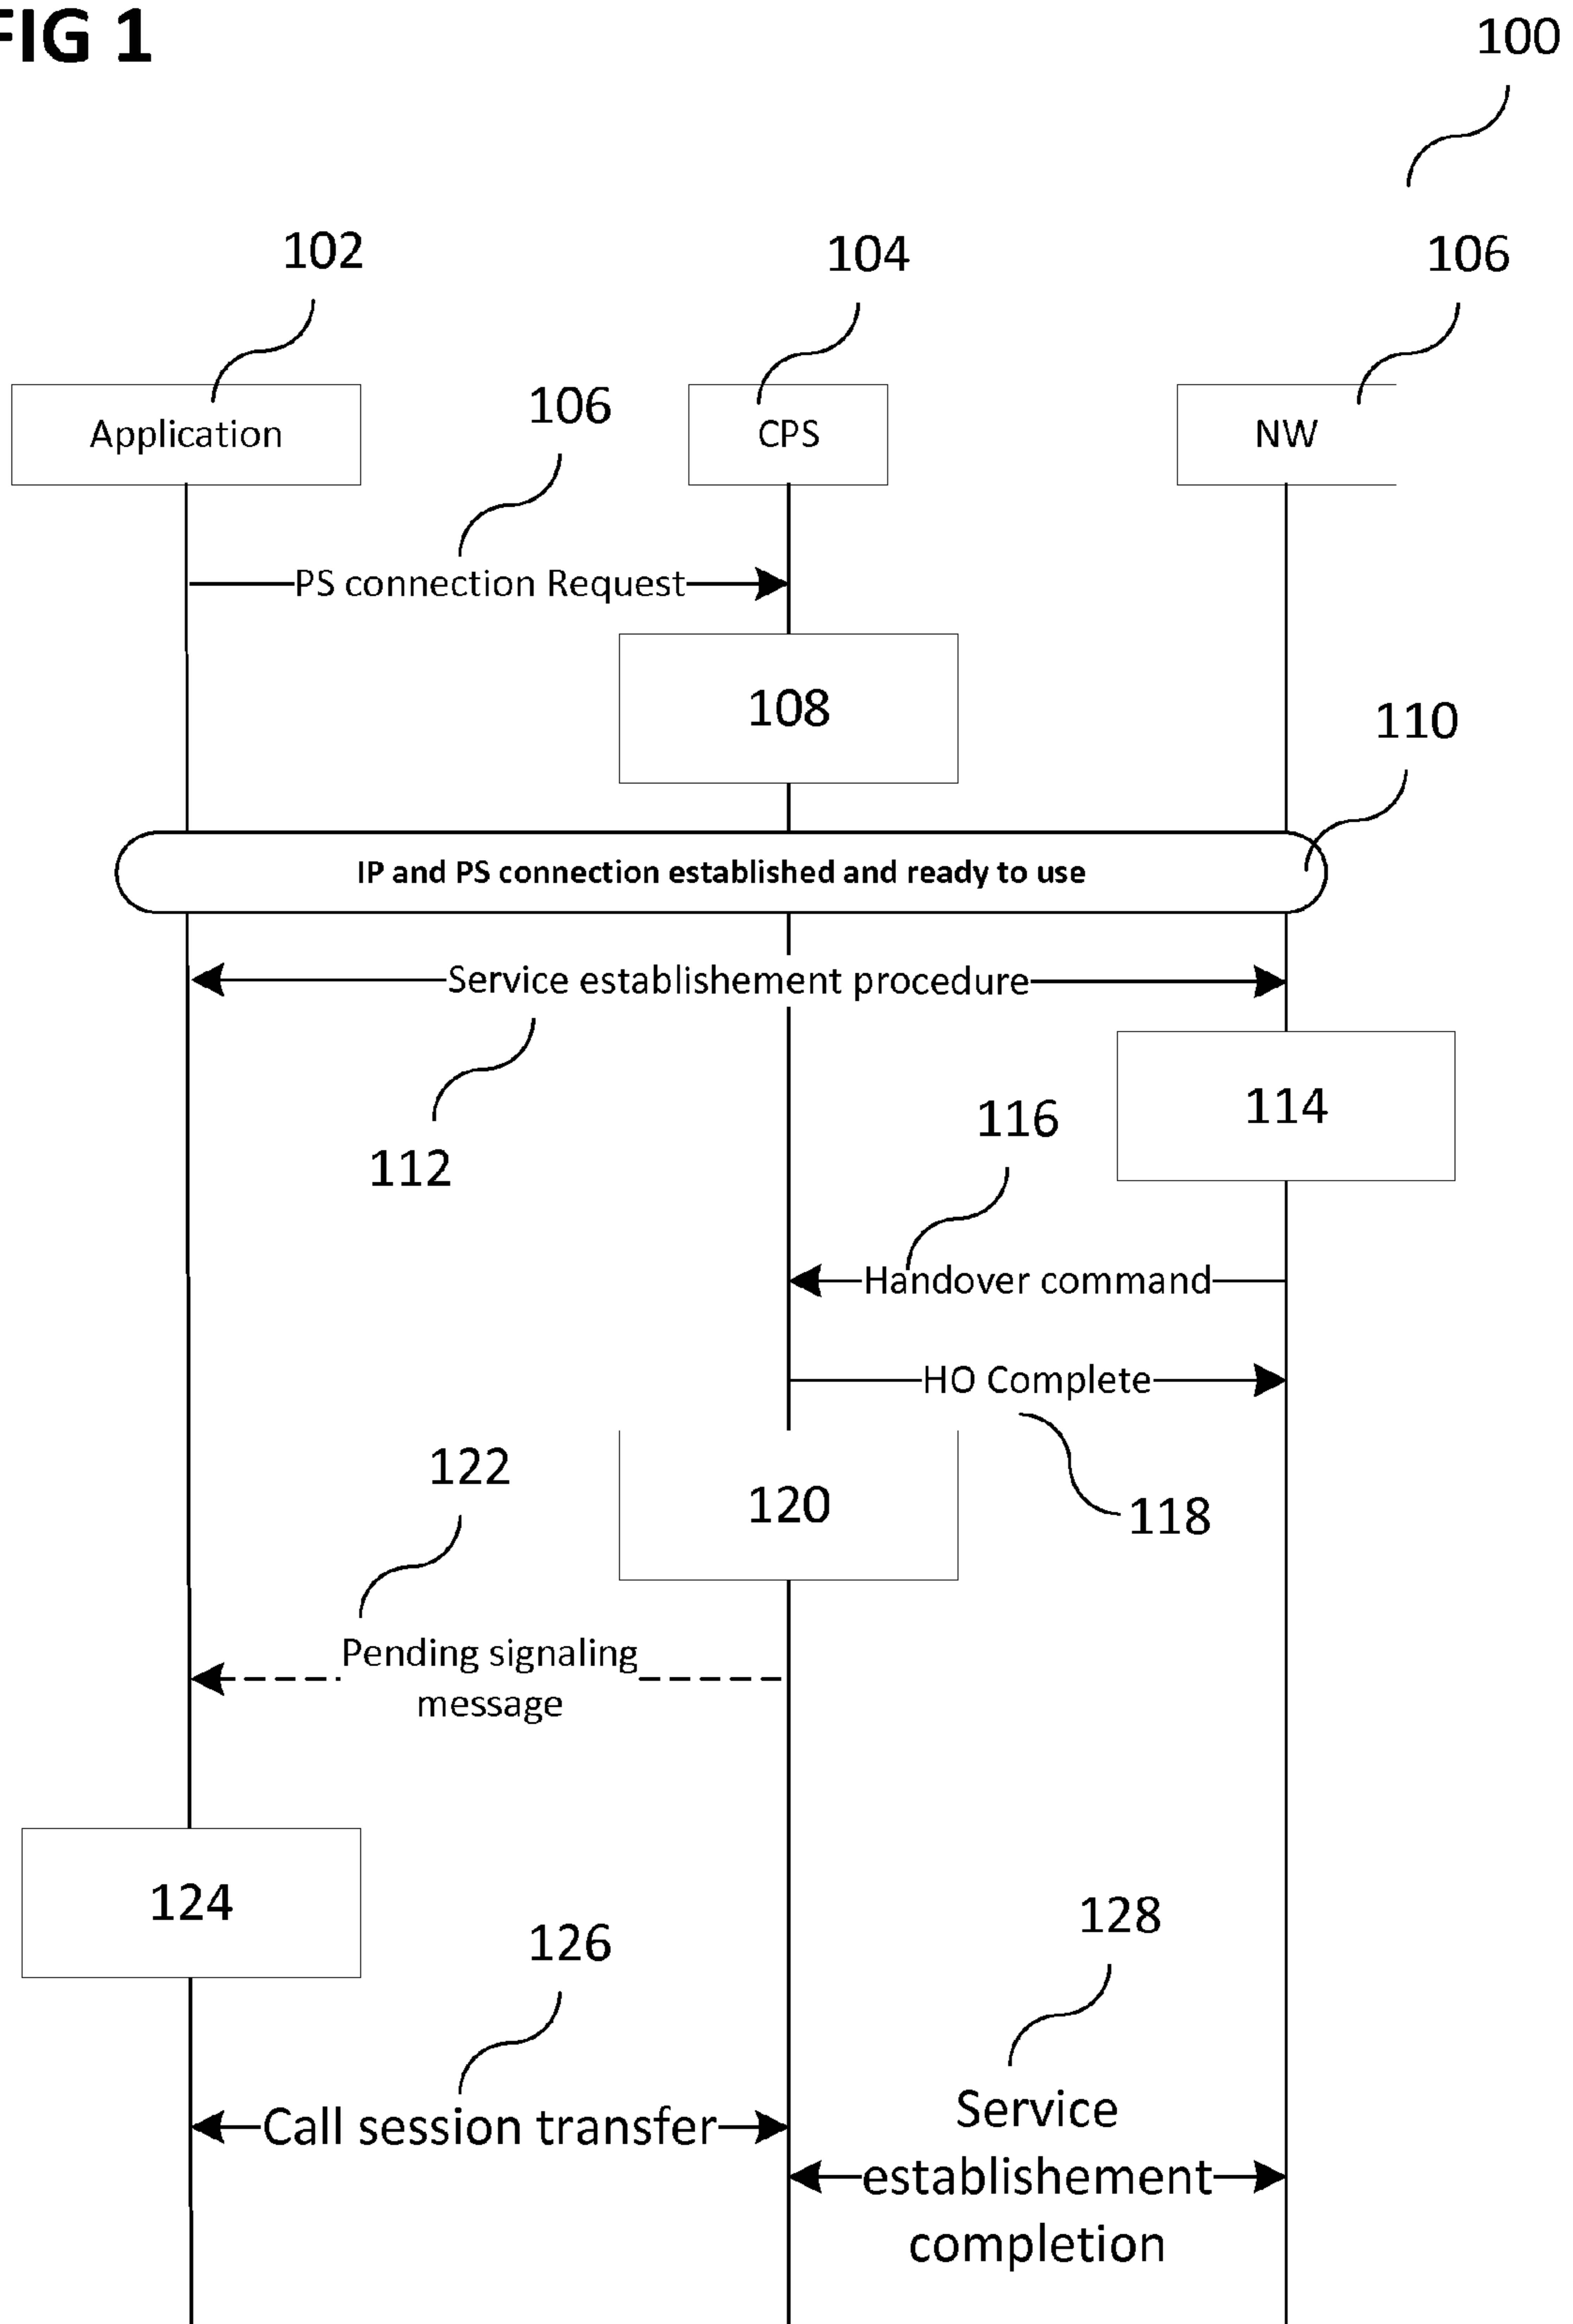 FIG 1
100
102
104
106
Application
106
CPS
NW
PS connection Request
108
110
IP and PS connection established and ready to use
Service establishement procedure
112
114
116
Handover command
HO Complete
118
120
122
Pending signaling
message
124
126
128
Call session transfer
Service
establishement
completion